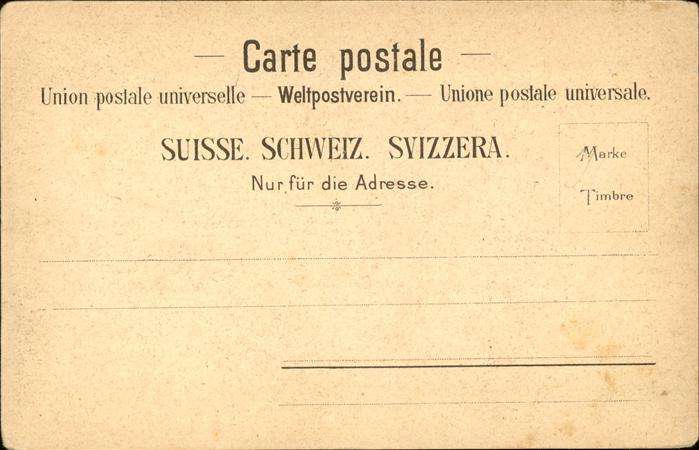 — Carte postale —
Union postale universelle — Weltpostverein. — Unione postale universale.
SUISSE. SCHWEIZ. SVIZZERA.
Nur für die Adresse.
Marke
Timbre